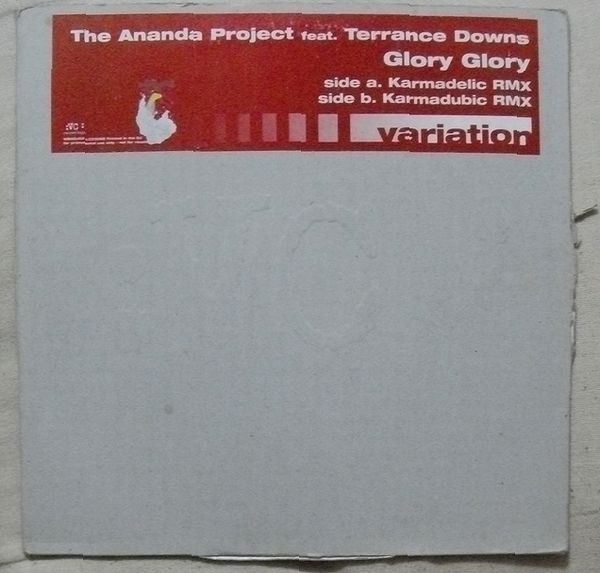 The Ananda Project feat. Terrance Downs
Glory Glory
side a. Karmadelic RMX
side b. Karmadubic RMX
variation